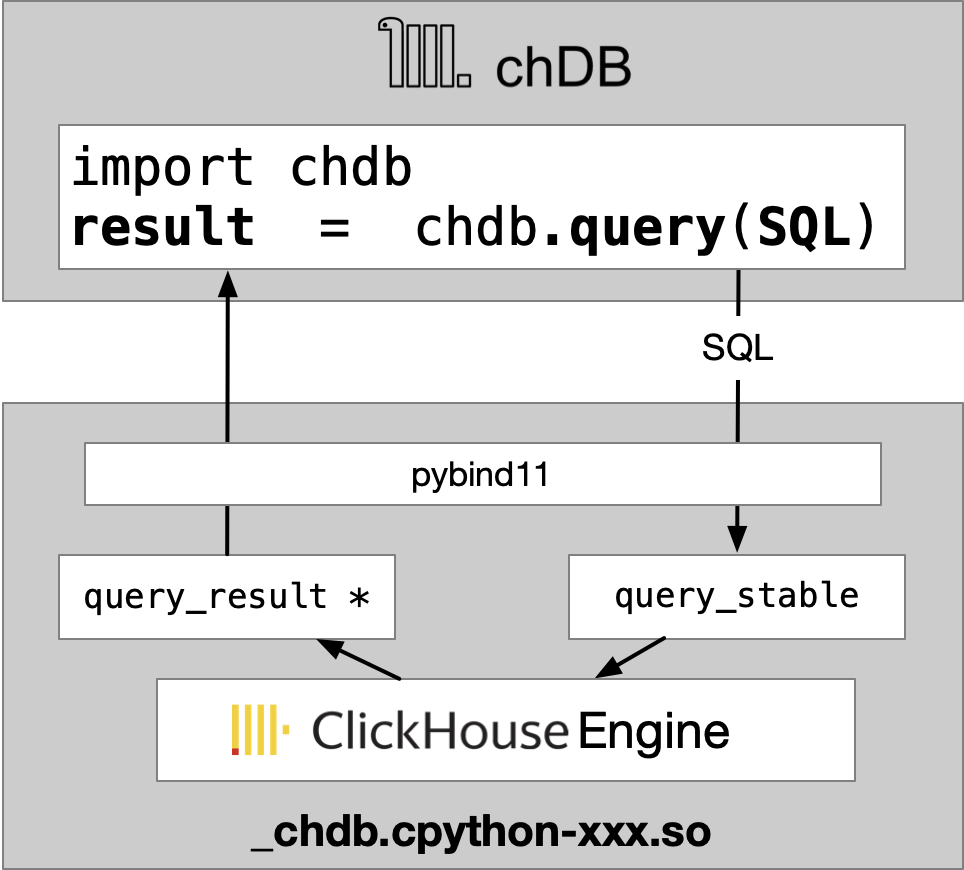 chDB
import chdb
result = chdb.query(SQL)
SQL
pybind11
query_result *
query_stable
ClickHouse Engine
_chdb.cpython-xxx.so